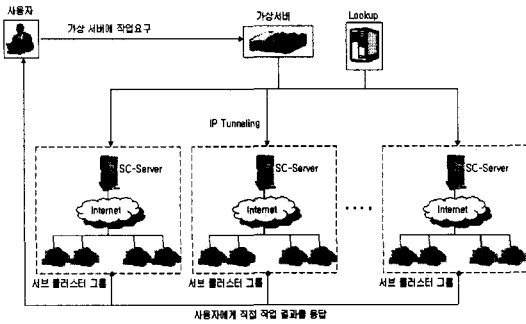 사용자
가상 서버에 작업요구
가상서버
Lookup
IP Tunneling
SC-Server
SC-Server
SC-Server
Internet
Internet
Internet
서브 클러스터 그룹
서브 클러스터 그룹
서브 클러스터 그룹
사용자에게 직접 작업 결과를 응답